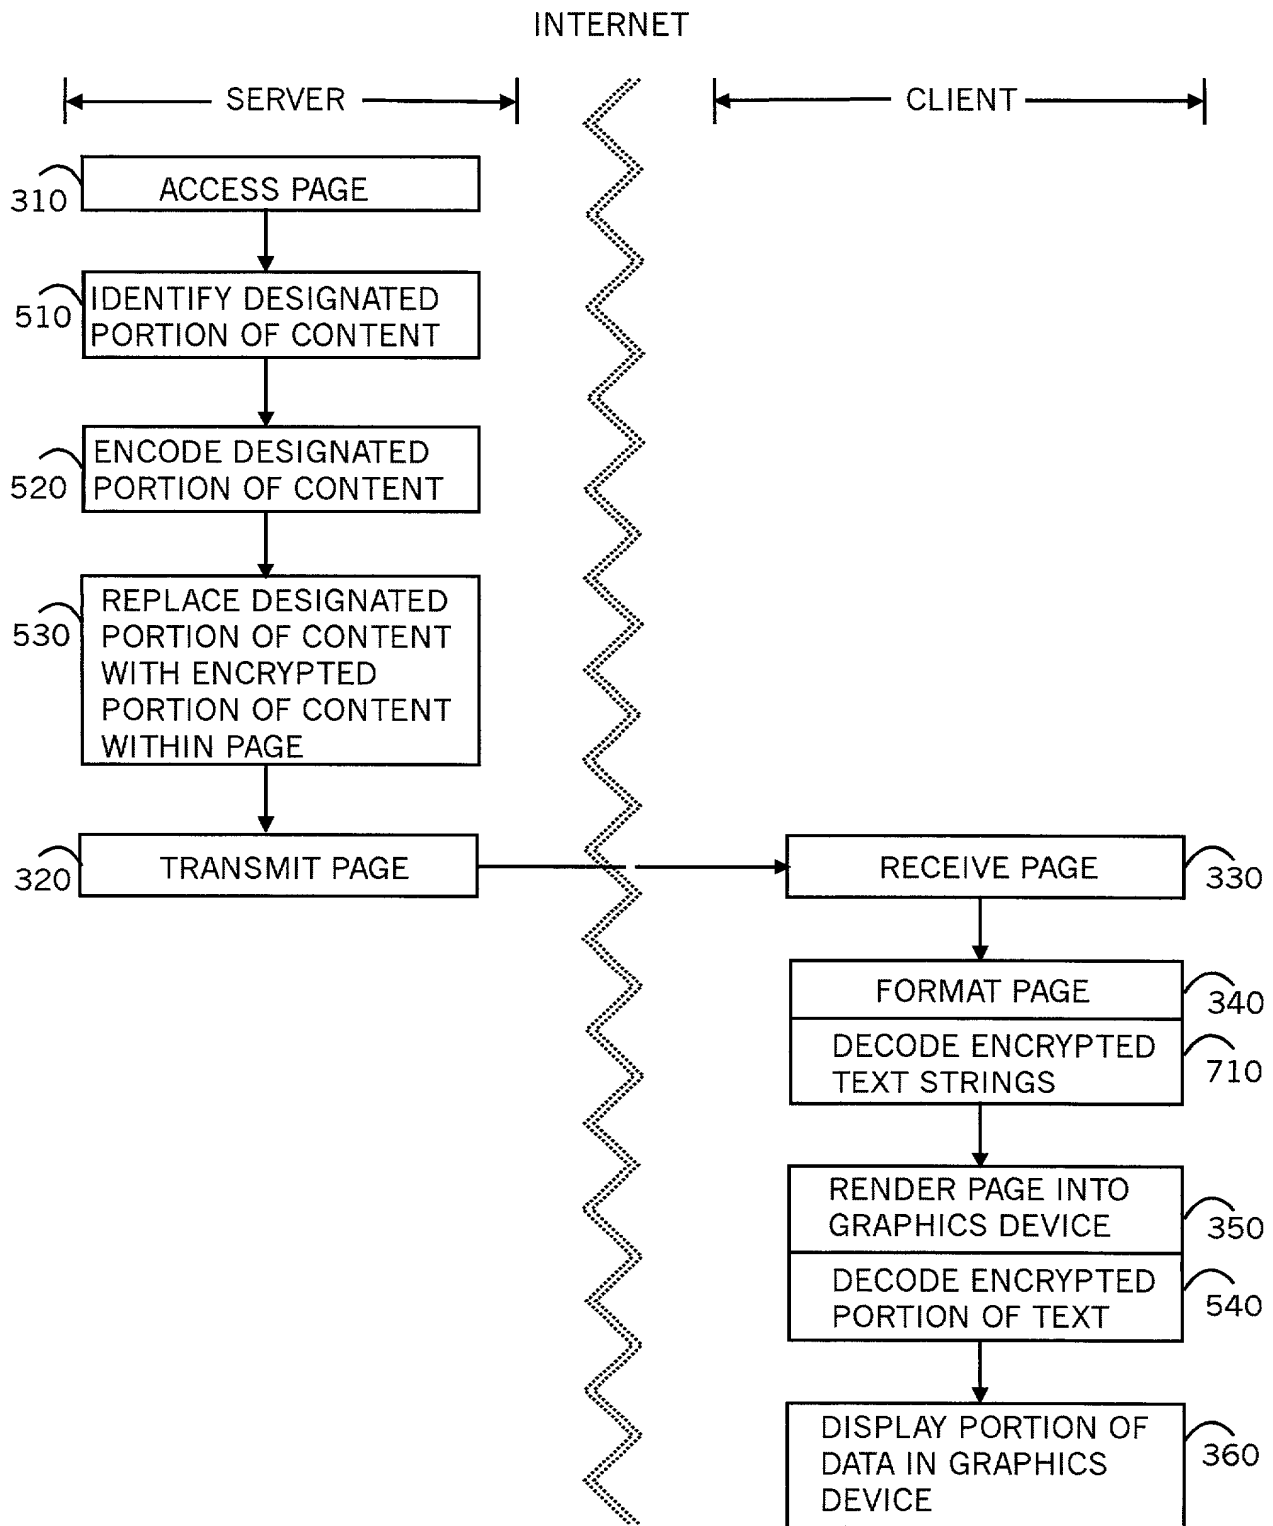 INTERNET
SERVER
CLIENT
310
ACCESS PAGE
510
IDENTIFY DESIGNATED
PORTION OF CONTENT
520
ENCODE DESIGNATED
PORTION OF CONTENT
530
REPLACE DESIGNATED
PORTION OF CONTENT
WITH ENCRYPTED
PORTION OF CONTENT
WITHIN PAGE
320
TRANSMIT PAGE
RECEIVE PAGE
330
FORMAT PAGE
340
DECODE ENCRYPTED
TEXT STRINGS
710
RENDER PAGE INTO
GRAPHICS DEVICE
350
DECODE ENCRYPTED
PORTION OF TEXT
540
DISPLAY PORTION OF
DATA IN GRAPHICS
DEVICE
360